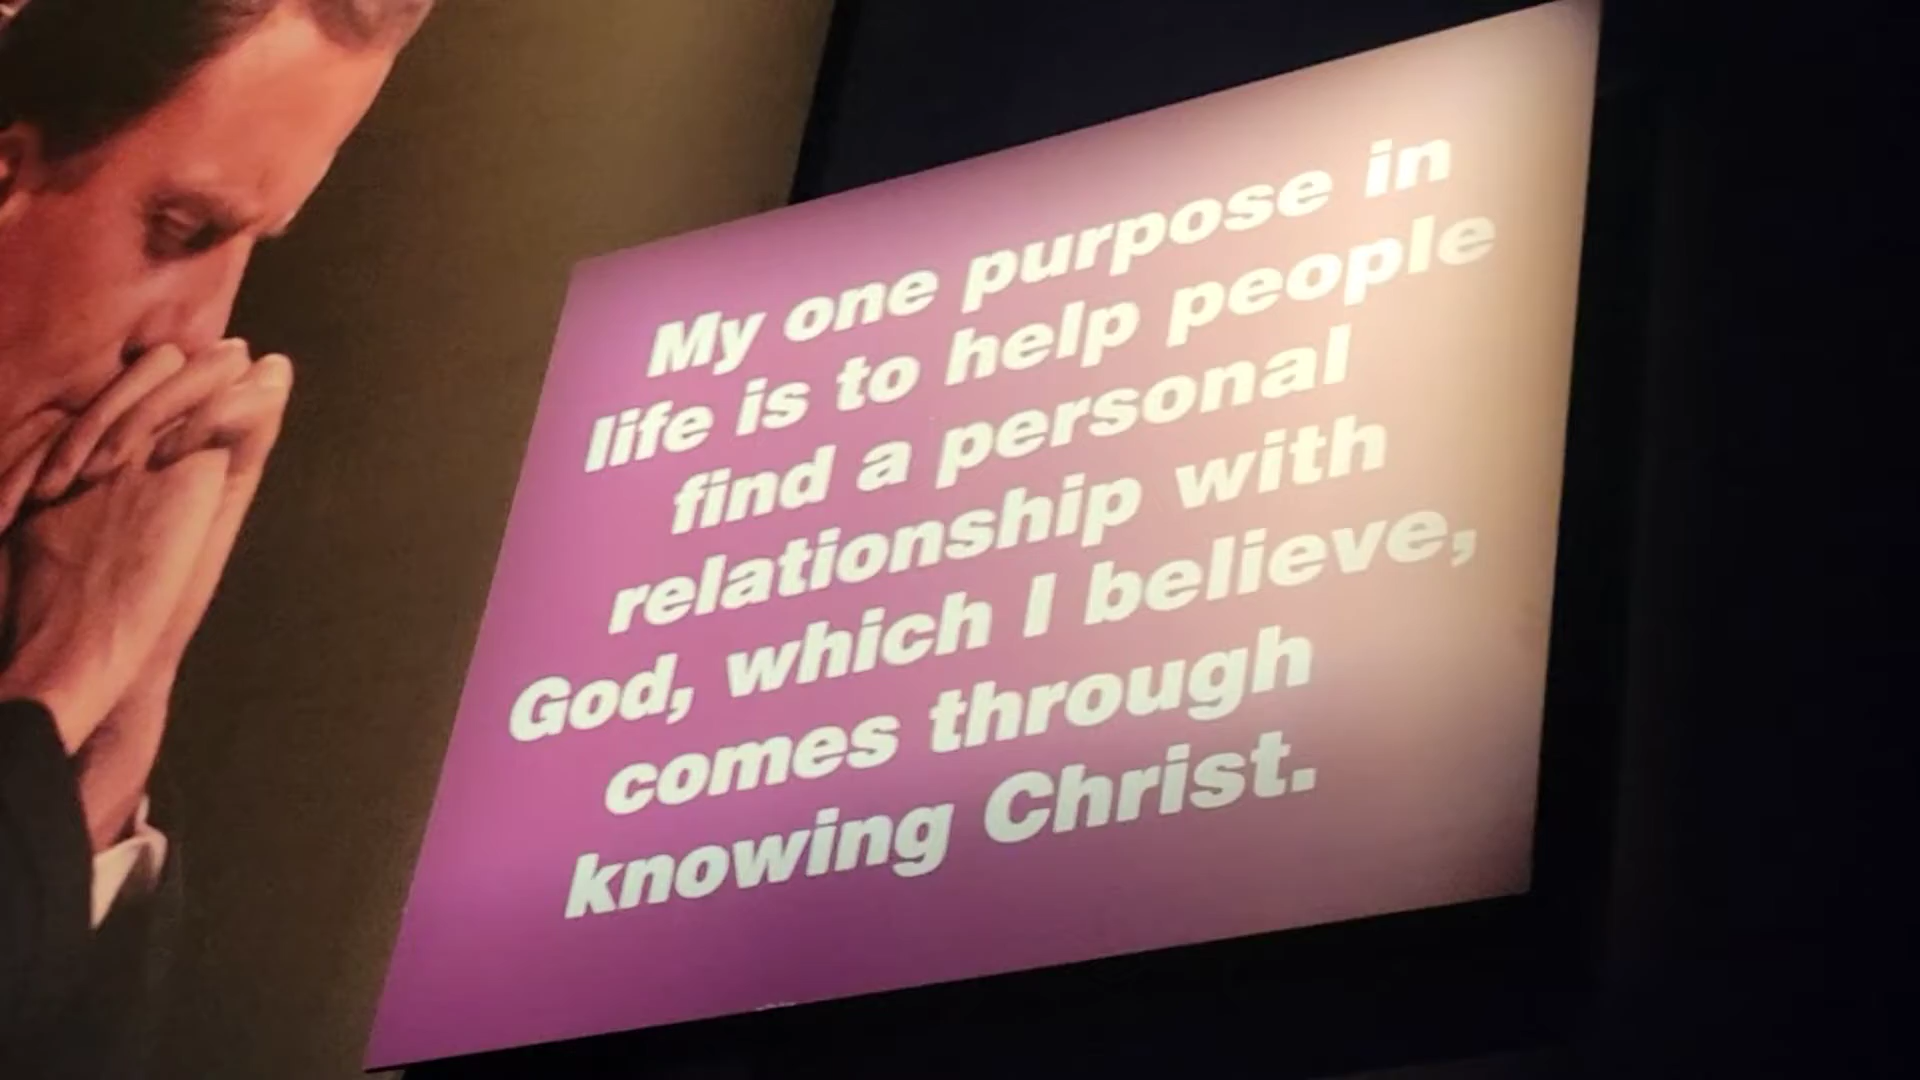 My one purpose in
life is to help people
find a personal
relationship with
God, which I believe,
comes through
knowing Christ.